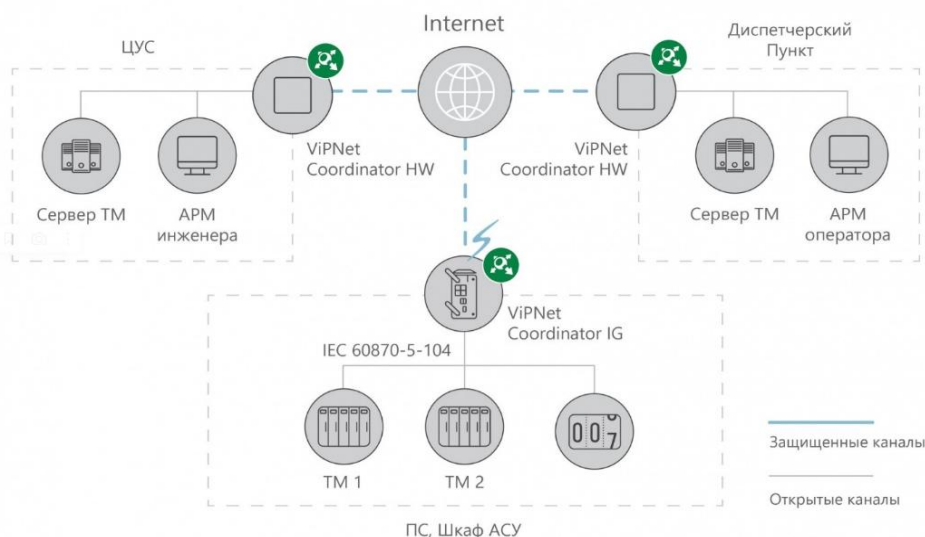 Internet
ЦУС
Диспетчерский
Пункт
ViPNet
Coordinator HW
ViPNet
Coordinator HW
Сервер ТМ
АРМ
инженера
Сервер ТМ
АРМ
оператора
ViPNet
Coordinator IG
IEC 60870-5-104
007
ТМ 1
ТМ 2
Защищенные каналы
Открытые каналы
ПС, Шкаф АСУ